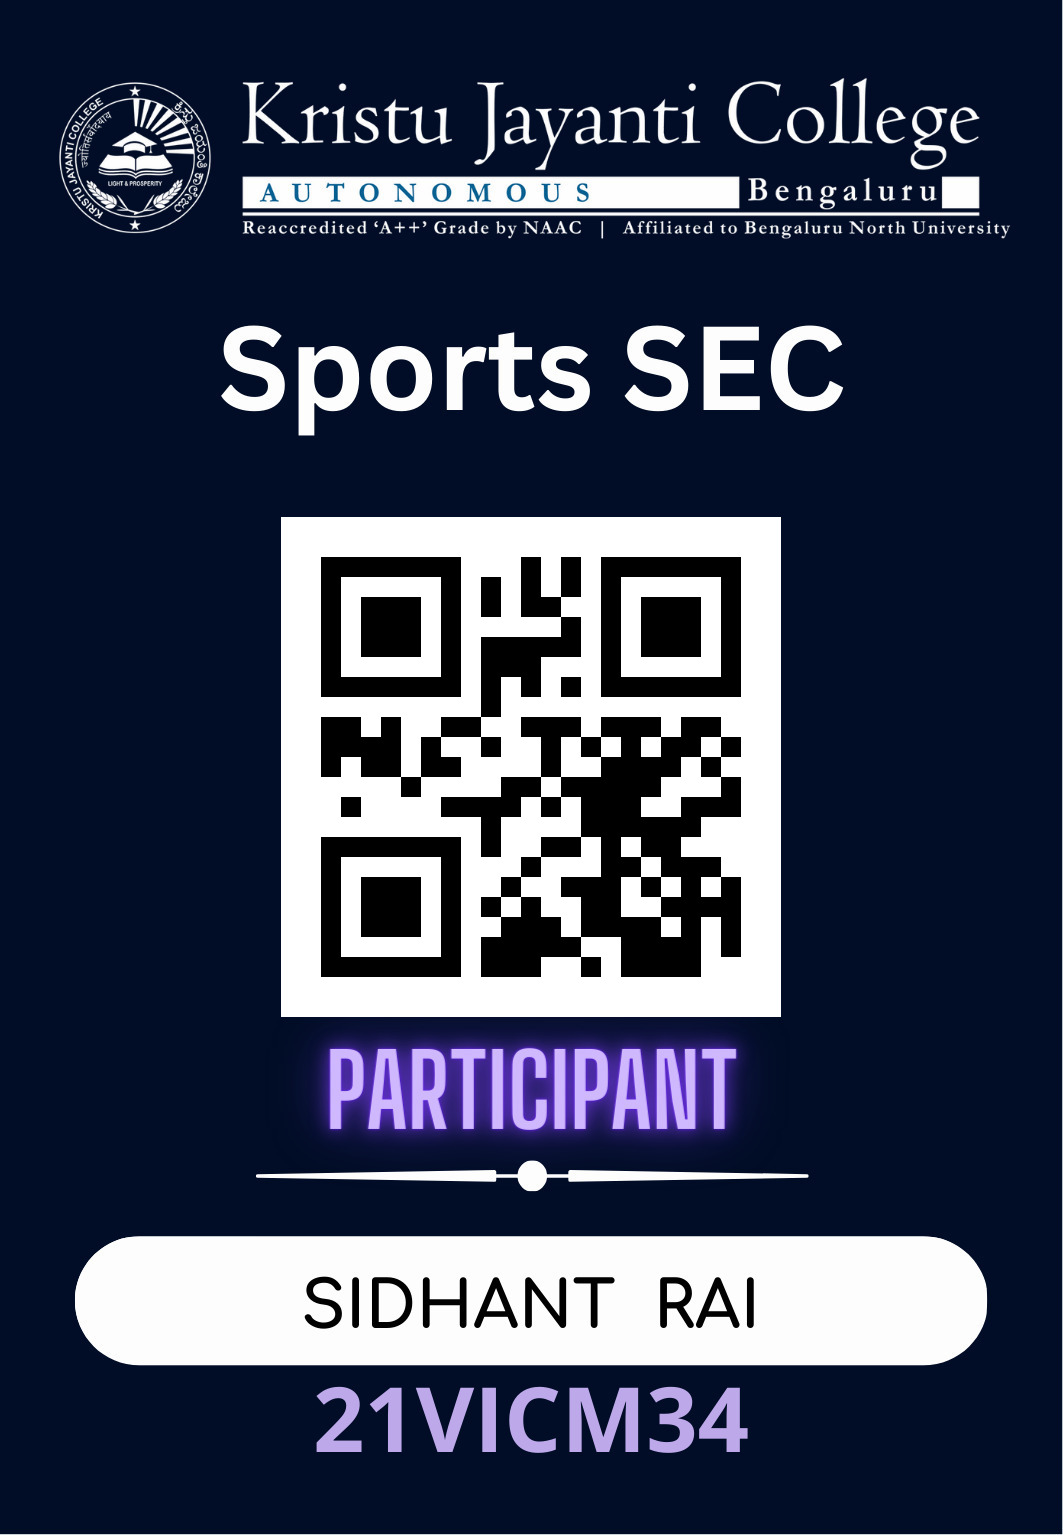 KRISTU JAYANTI COLLEGE
ज्योतिसंवादयाय
LIGHT & PROSPERITY
Kristu Jayanti College
AUTONOMOUS Bengaluru
Reaccredited ‘A++’ Grade by NAAC | Affiliated to Bengaluru North University
Sports SEC
PARTICIPANT
SIDHANT RAI
21VICM34